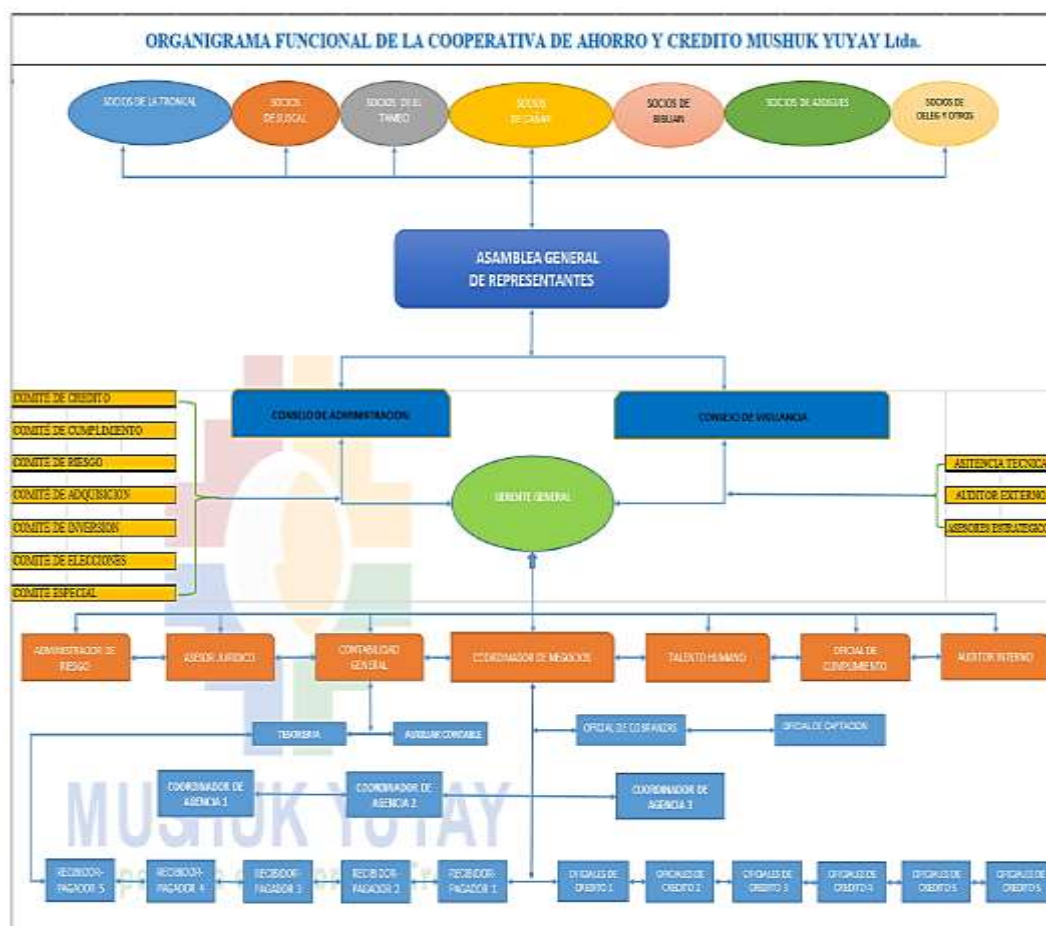 ORGANIGRAMA FUNCIONAL DE LA COOPERATIVA DE AHORRO Y CREDITO MUSHUK YUYAY Ltda.
SOCIOS DE LA TRONCAL
SOCIOS
DE SUSCAL
SOCIOS DE EL
TAMBO
SOCIOS
DE CAÑAR
SOCIOS DE
BIBLIAN
SOCIOS DE AZOGUES
SOCIOS DE
DELEG Y OTROS
ASAMBLEA GENERAL
DE REPRESENTANTES
CONSEJO DE ADMINISTRACION
CONSEJO DE VIGILANCIA
COMITÉ DE CREDITO
COMITÉ DE CUMPLIMIENTO
COMITÉ DE RIESGO
COMITÉ DE ADQUISICION
COMITÉ DE INVERSION
COMITÉ DE ELECCIONES
COMITÉ ESPECIAL
GERENTE GENERAL
ASITENCIA TECNICA
AUDITOR EXTERNO
ASESORES ESTRATEGICO
ADMINISTRADOR DE
RIESGO
ASESOR JURIDICO
CONTABILIDAD
GENERAL
COORDINADOR DE NEGOCIOS
TALENTO HUMANO
OFICIAL DE
CUMPLIMIENTO
AUDITOR INTERNO
TESORERIA
AUXILIAR CONTABLE
OFICIAL DE COBRANZAS
OFICIAL DE CAPTACION
COORDINADOR DE
AGENCIA 1
COORDINADOR DE
AGENCIA 2
COORDINADOR DE
AGENCIA 3
MUSHUK YUYAY
RECIBIDOR-
PAGADOR 5
RECIBIDOR-
PAGADOR 4
RECIBIDOR-
PAGADOR 3
RECIBIDOR-
PAGADOR 2
RECIBIDOR-
PAGADOR 1
OFICIALES DE
CREDITO 1
OFICIALES DE
CREDITO 2
OFICIALES DE
CREDITO 3
OFICIALES DE
CREDITO 4
OFICIALES DE
CREDITO 5
OFICIALES DE
CREDITO 5